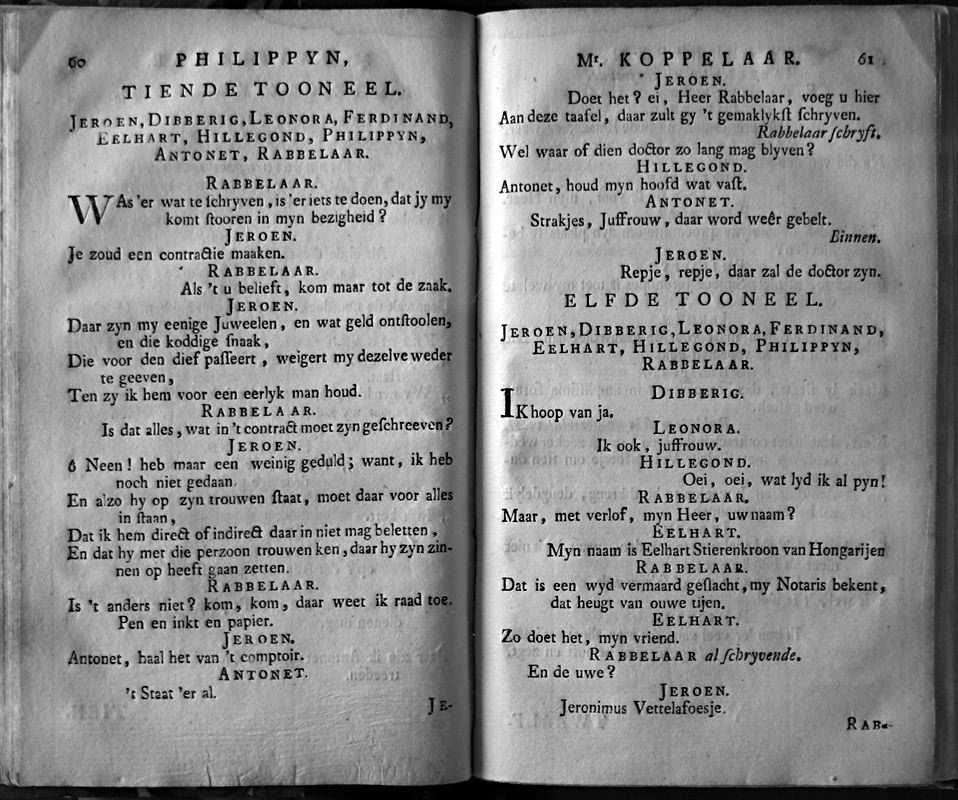 60
PHILIPPYN,
TIENDE TOONEEL.
JEROEN, DIBBERIG, LEONORA, FERDINAND,
EELHART, HILLEGOND, PHILIPPYN,
ANTONET, RABBELAAR.
RABBELAAR.
WAs 'er wat te ſchryven, is 'er iets te doen, dat jy my
komt ſtooren in myn bezigheid?
JEROEN.
Je zoud een contractie maaken.
RABBELAAR.
Als 't u belieft, kom maar tot de zaak.
JEROEN.
Daar zyn my eenige Juweelen, en wat geld ontſtoolen,
en die koddige ſnaak,
Die voor den dief paſſeert, weigert my dezelve weder
te geeven,
Ten zy ik hem voor een eerlyk man houd.
RABBELAAR.
Is dat alles, wat in 't contract moet zyn geſchreeven?
JEROEN.
ô Neen! heb maar een weinig geduld; want, ik heb
noch niet gedaan.
En alzo hy op zyn trouwen ſtaat, moet daar voor alles
in ſtaan,
Dat ik hem direct of indirect daar in niet mag beletten,
En dat hy met die perzoon trouwen ken, daar hy zyn zin-
nen op heeft gaan zetten.
RABBELAAR.
Is 't anders niet? kom, kom, daar weet ik raad toe.
Pen en inkt en papier.
JEROEN.
Antonet, haal het van 't comptoir.
ANTONET.
't Staat 'er al.
JE-
Mr. KOPPELAAR.
61
JEROEN.
Doet het? ei, Heer Rabbelaar, voeg u hier
Aan deze taafel, daar zult gy 't gemaklykſt ſchryven.
Rabbelaar ſchryft.
Wel waar of dien doctor zo lang mag blyven?
HILLEGOND.
Antonet, houd myn hoofd wat vaſt.
ANTONET.
Strakjes, Juffrouw, daar word weêr gebelt.
Binnen.
JEROEN.
Repje, repje, daar zal de doctor zyn.
ELFDE TOONEEL.
JEROEN, DIBBERIG, LEONORA, FERDINAND,
EELHART, HILLEGOND, PHILIPPYN,
RABBELAAR.
DIBBERIG.
IK hoop van ja.
LEONORA.
Ik ook, juffrouw.
HILLEGOND.
Oei, oei, wat lyd ik al pyn!
RABBELAAR.
Maar, met verlof, myn Heer, uw naam?
EELHART.
Myn naam is Eelhart Stierenkroon van Hongarijen
RABBELAAR.
Dat is een wyd vermaard geſlacht, my Notaris bekent,
dat heugt van ouwe tijen.
EELHART.
Zo doet het, myn vriend.
RABBELAAR al ſchryvende.
En de uwe?
JEROEN.
Jeronimus Vettelafoesje.
RAB-